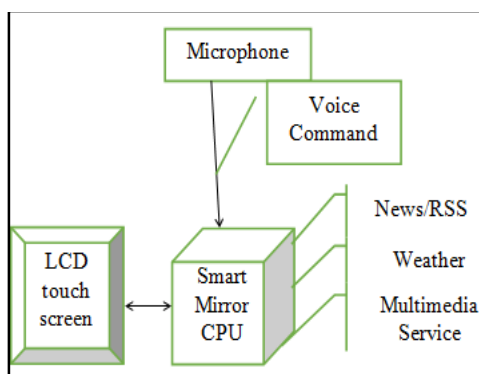 Microphone
Voice
Command
News/RSS
LCD
touch
screen
Smart
Mirror
CPU
Weather
Multimedia
Service